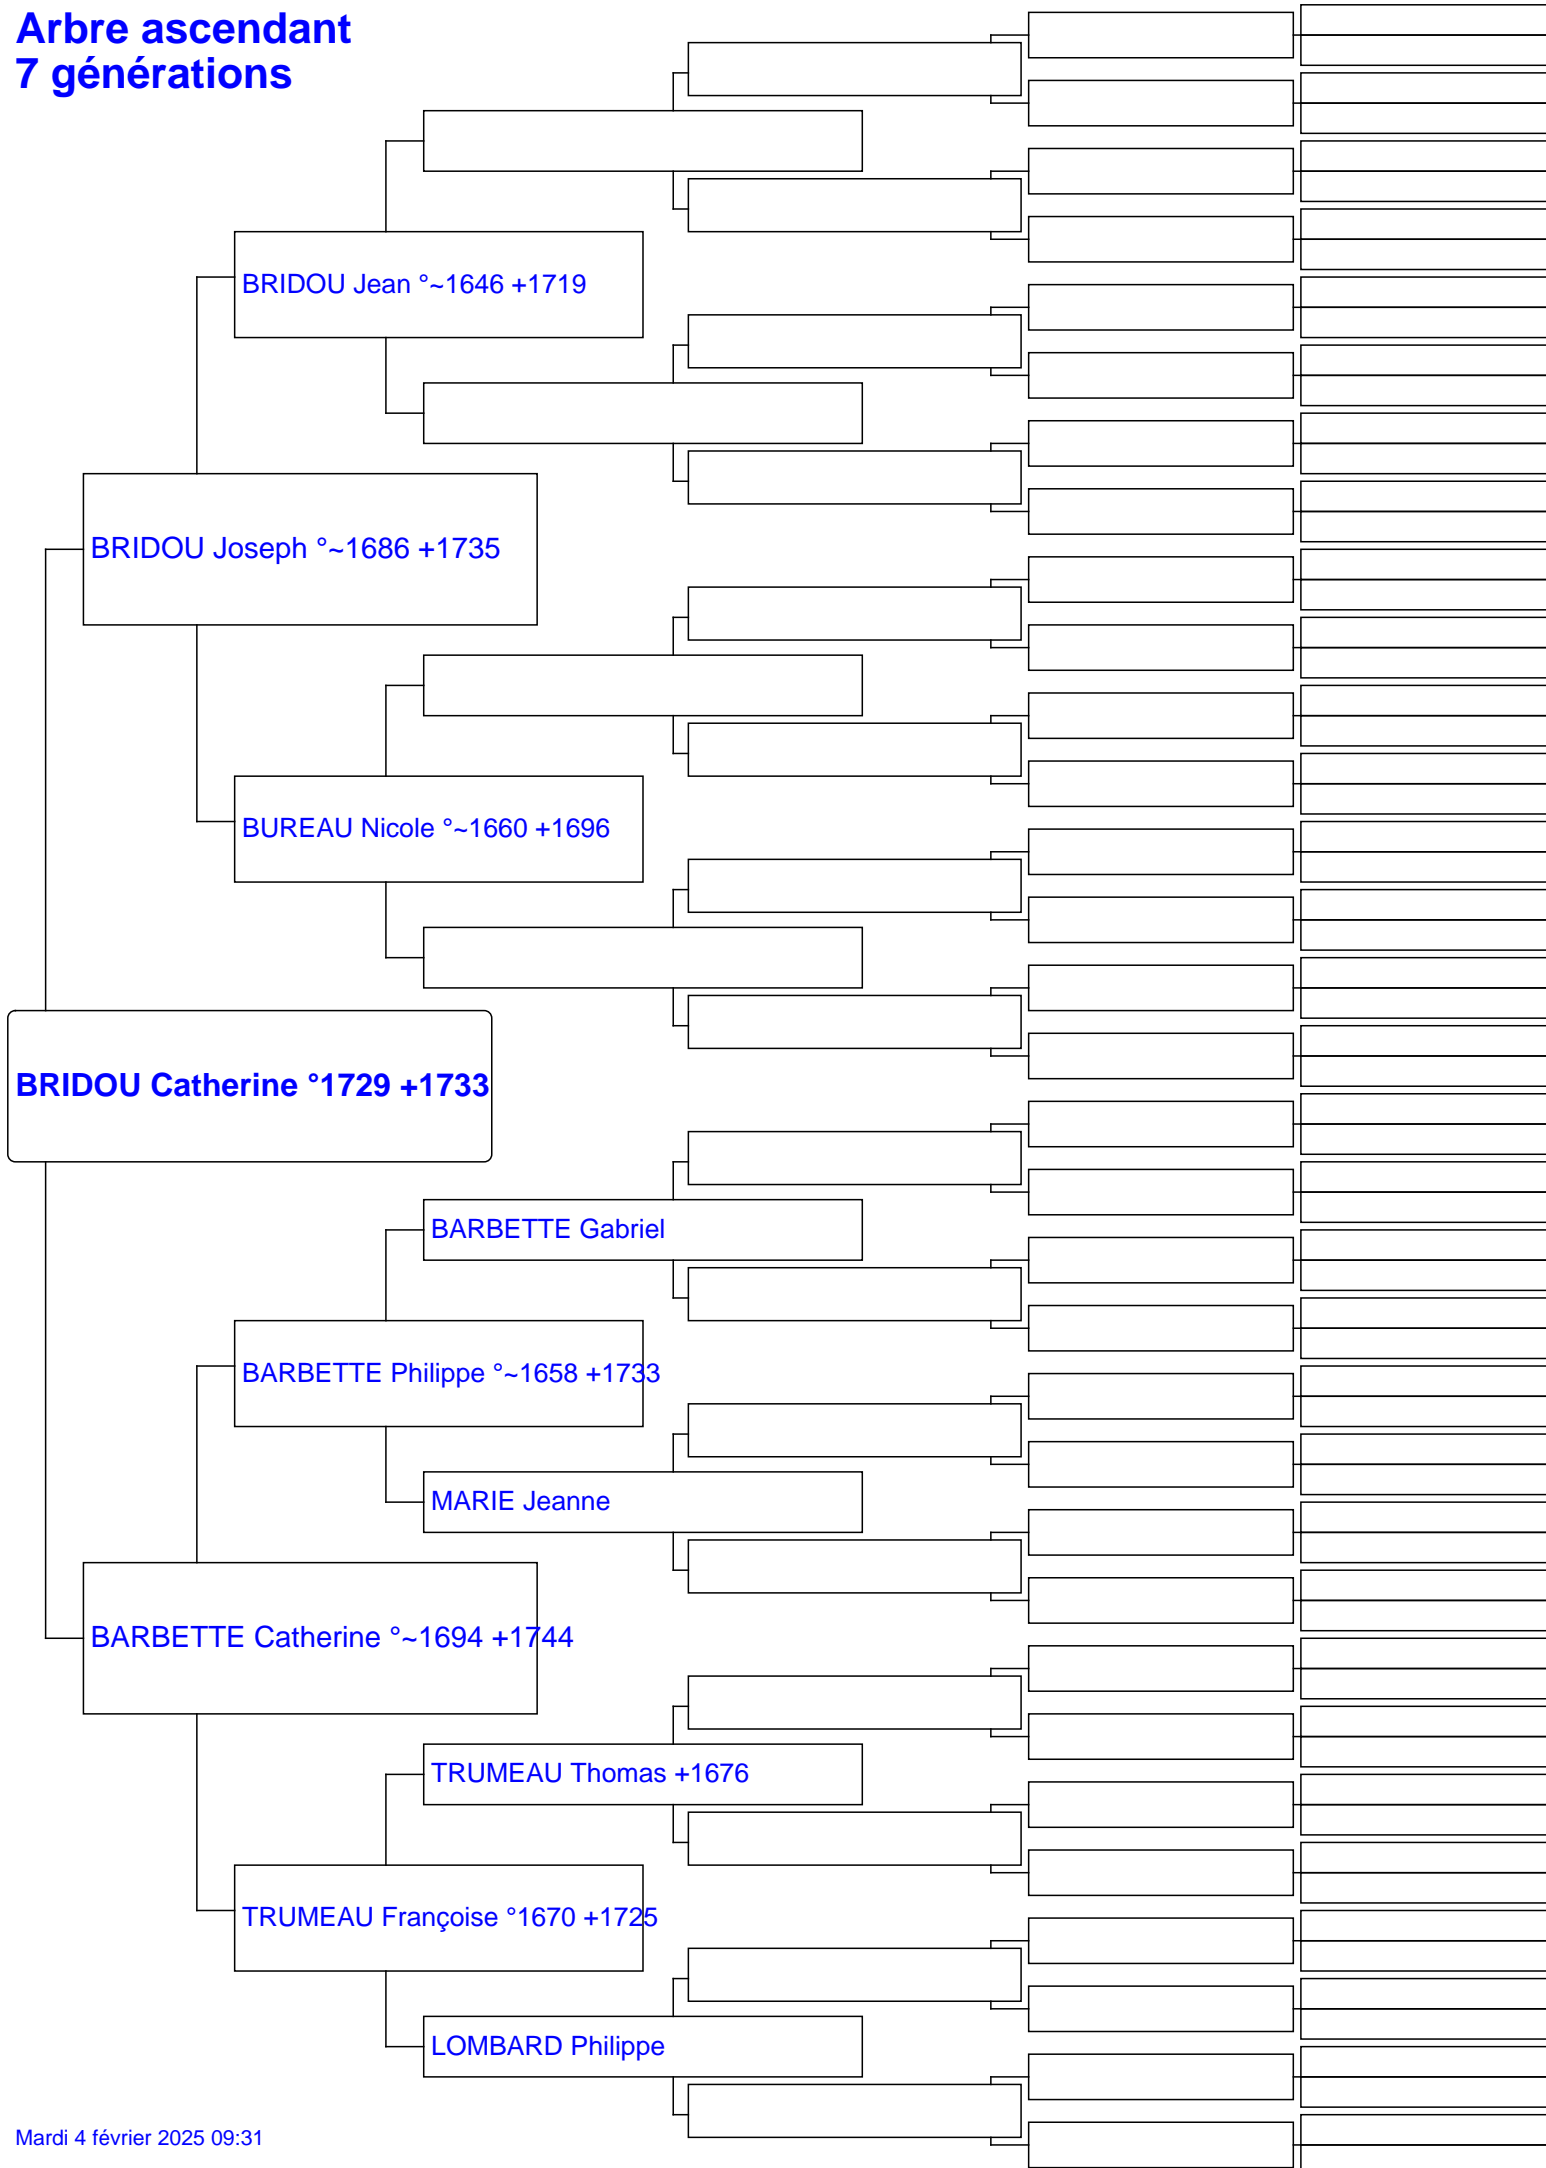 Arbre ascendant
7 générations
BRIDOU Jean °~1646 +1719
BRIDOU Joseph °~1686 +1735
BUREAU Nicole °~1660 +1696
BRIDOU Catherine °1729 +1733
BARBETTE Gabriel
BARBETTE Philippe °~1658 +1733
MARIE Jeanne
BARBETTE Catherine °~1694 +1744
TRUMEAU Thomas +1676
TRUMEAU Françoise °1670 +1725
LOMBARD Philippe
Mardi 4 février 2025 09:31